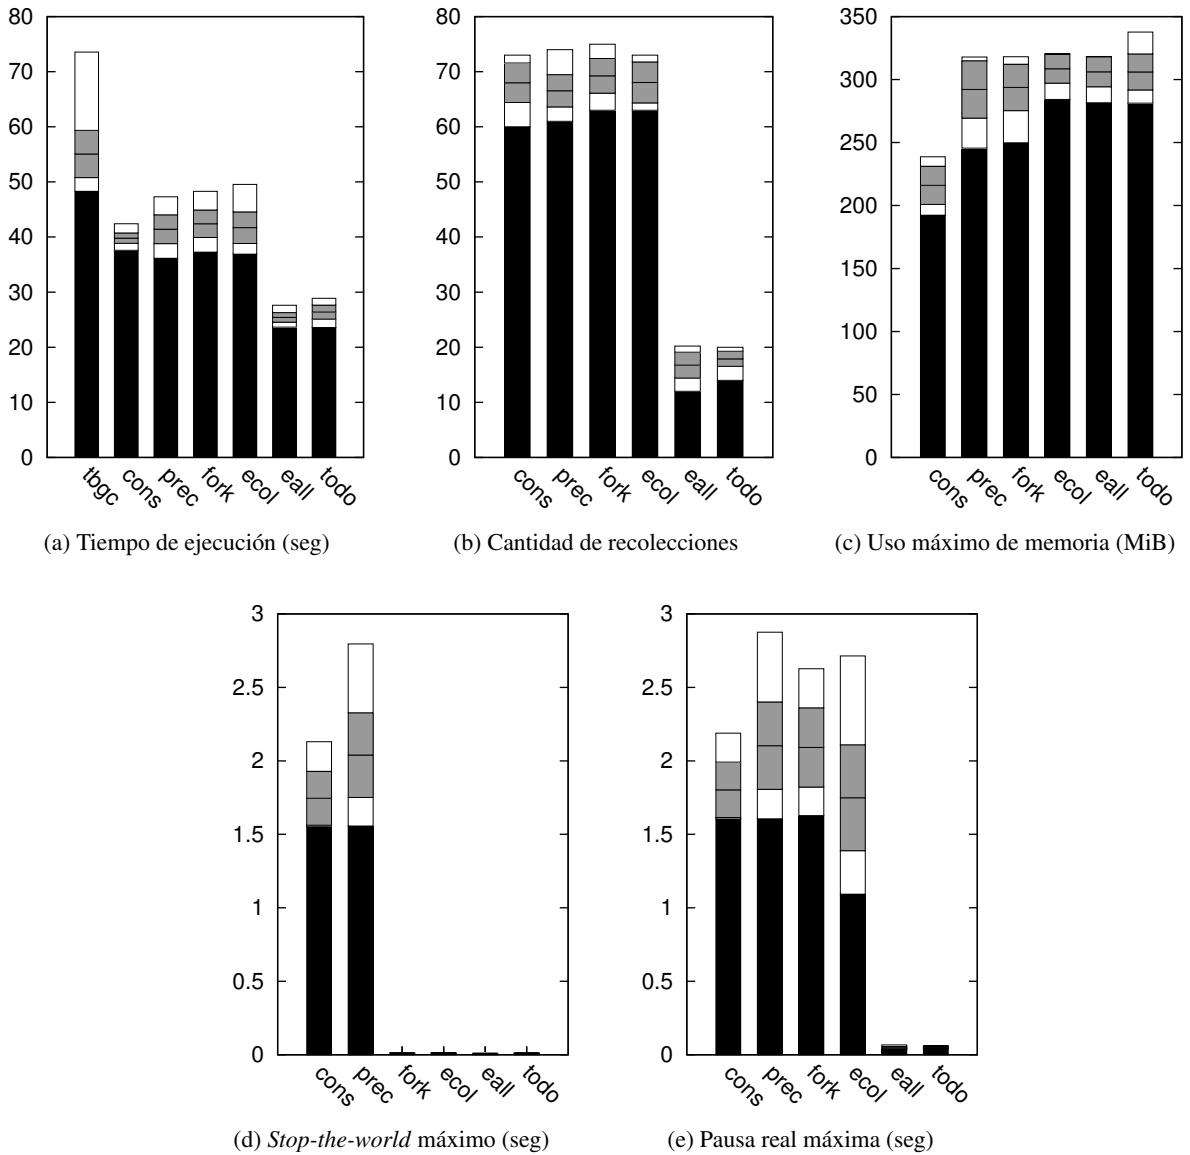 80
70
60
50
40
30
20
10
0
tbgc
cons
prec
fork
ecol
eall
todo
(a) Tiempo de ejecución (seg)
80
70
60
50
40
30
20
10
0
cons
prec
fork
ecol
eall
todo
(b) Cantidad de recolecciones
350
300
250
200
150
100
50
0
cons
prec
fork
ecol
eall
todo
(c) Uso máximo de memoria (MiB)
3
2.5
2
1.5
1
0.5
0
cons
prec
fork
ecol
eall
todo
(d) Stop-the-world máximo (seg)
3
2.5
2
1.5
1
0.5
0
cons
prec
fork
ecol
eall
todo
(e) Pausa real máxima (seg)